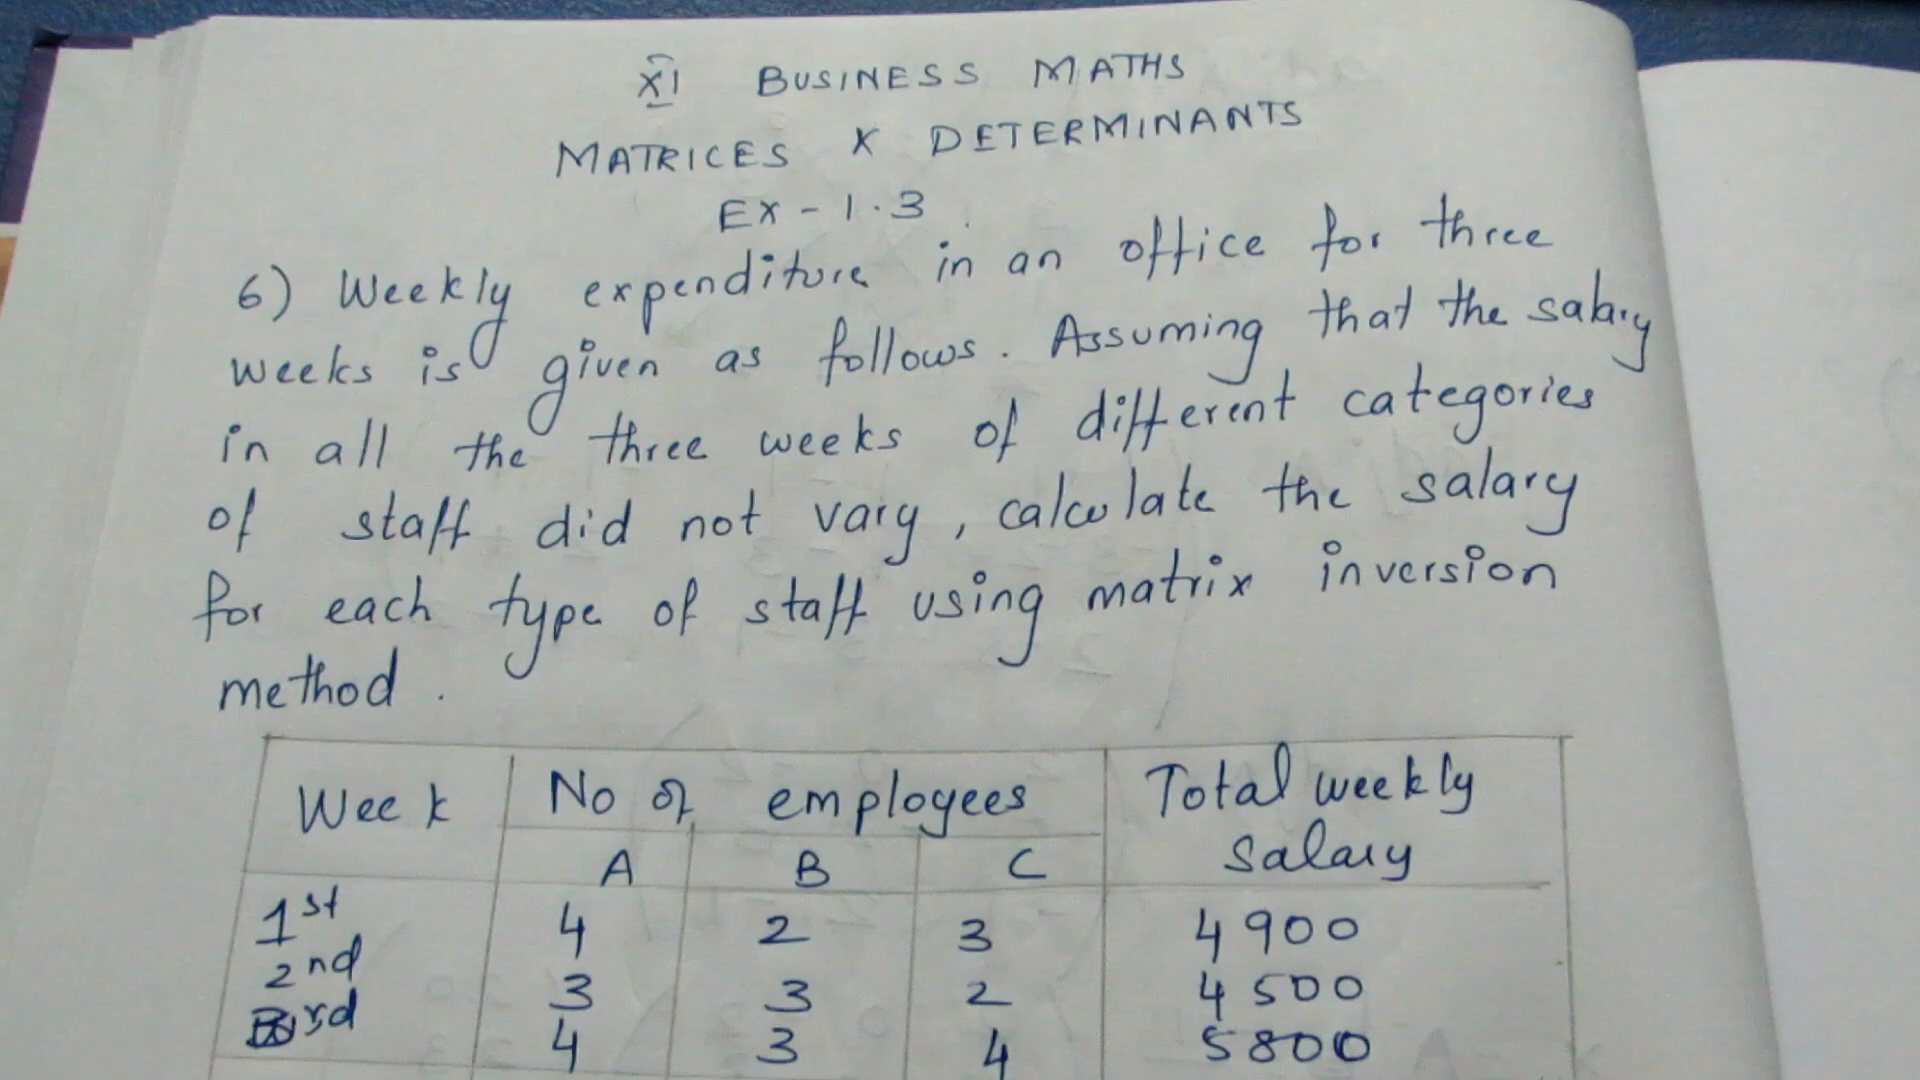 XI BUSINESS MATHS
MATRICES & DETERMINANTS
EX - 1.3
6) Weekly expenditure in an office for three
weeks is given as follows. Assuming that the salary
in all the three weeks of different categories
of staff did not vary, calculate the salary
for each type of staff using matrix inversion
method.
Week No of employees Total weekly
salary
A B C
1st 4 2 3 4900
2nd 3 3 2 4500
3rd 4 3 4 5800